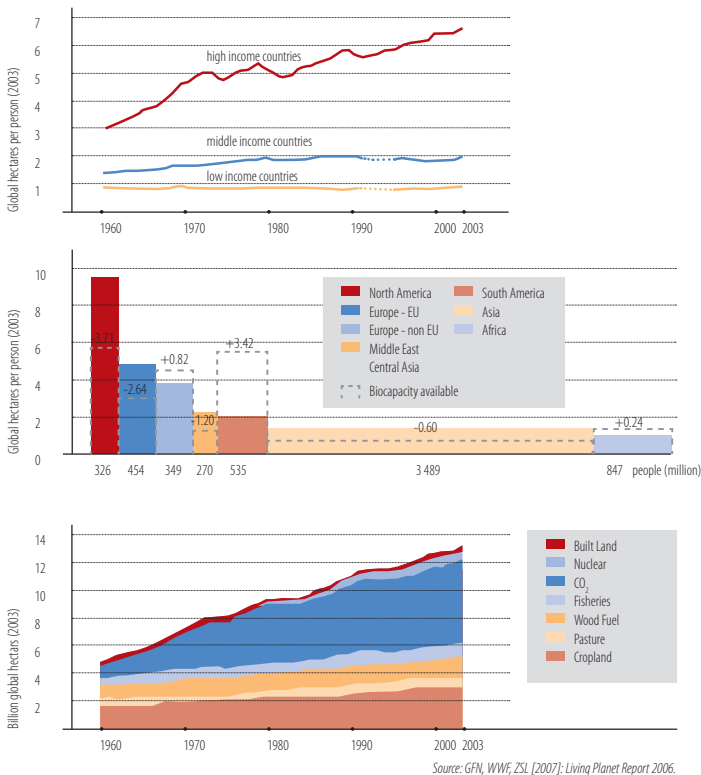 7
6
5
4
3
2
1
Global hectares per person (2003)
high income countries
middle income countries
low income countries
1960 1970 1980 1990 2000 2003
10
8
6
4
2
0
Global hectares per person (2003)
-3.71
-2.64
+0.82
-1.20
+3.42
-0.60
+0.24
North America
Europe - EU
Europe - non EU
Middle East
Central Asia
South America
Asia
Africa
Biocapacity available
326 454 349 270 535 3 489 847 people (million)
14
12
10
8
6
4
2
Billion global hectars (2003)
Built Land
Nuclear
CO2
Fisheries
Wood Fuel
Pasture
Cropland
1960 1970 1980 1990 2000 2003
Source: GFN, WWF, ZSL [2007]: Living Planet Report 2006.